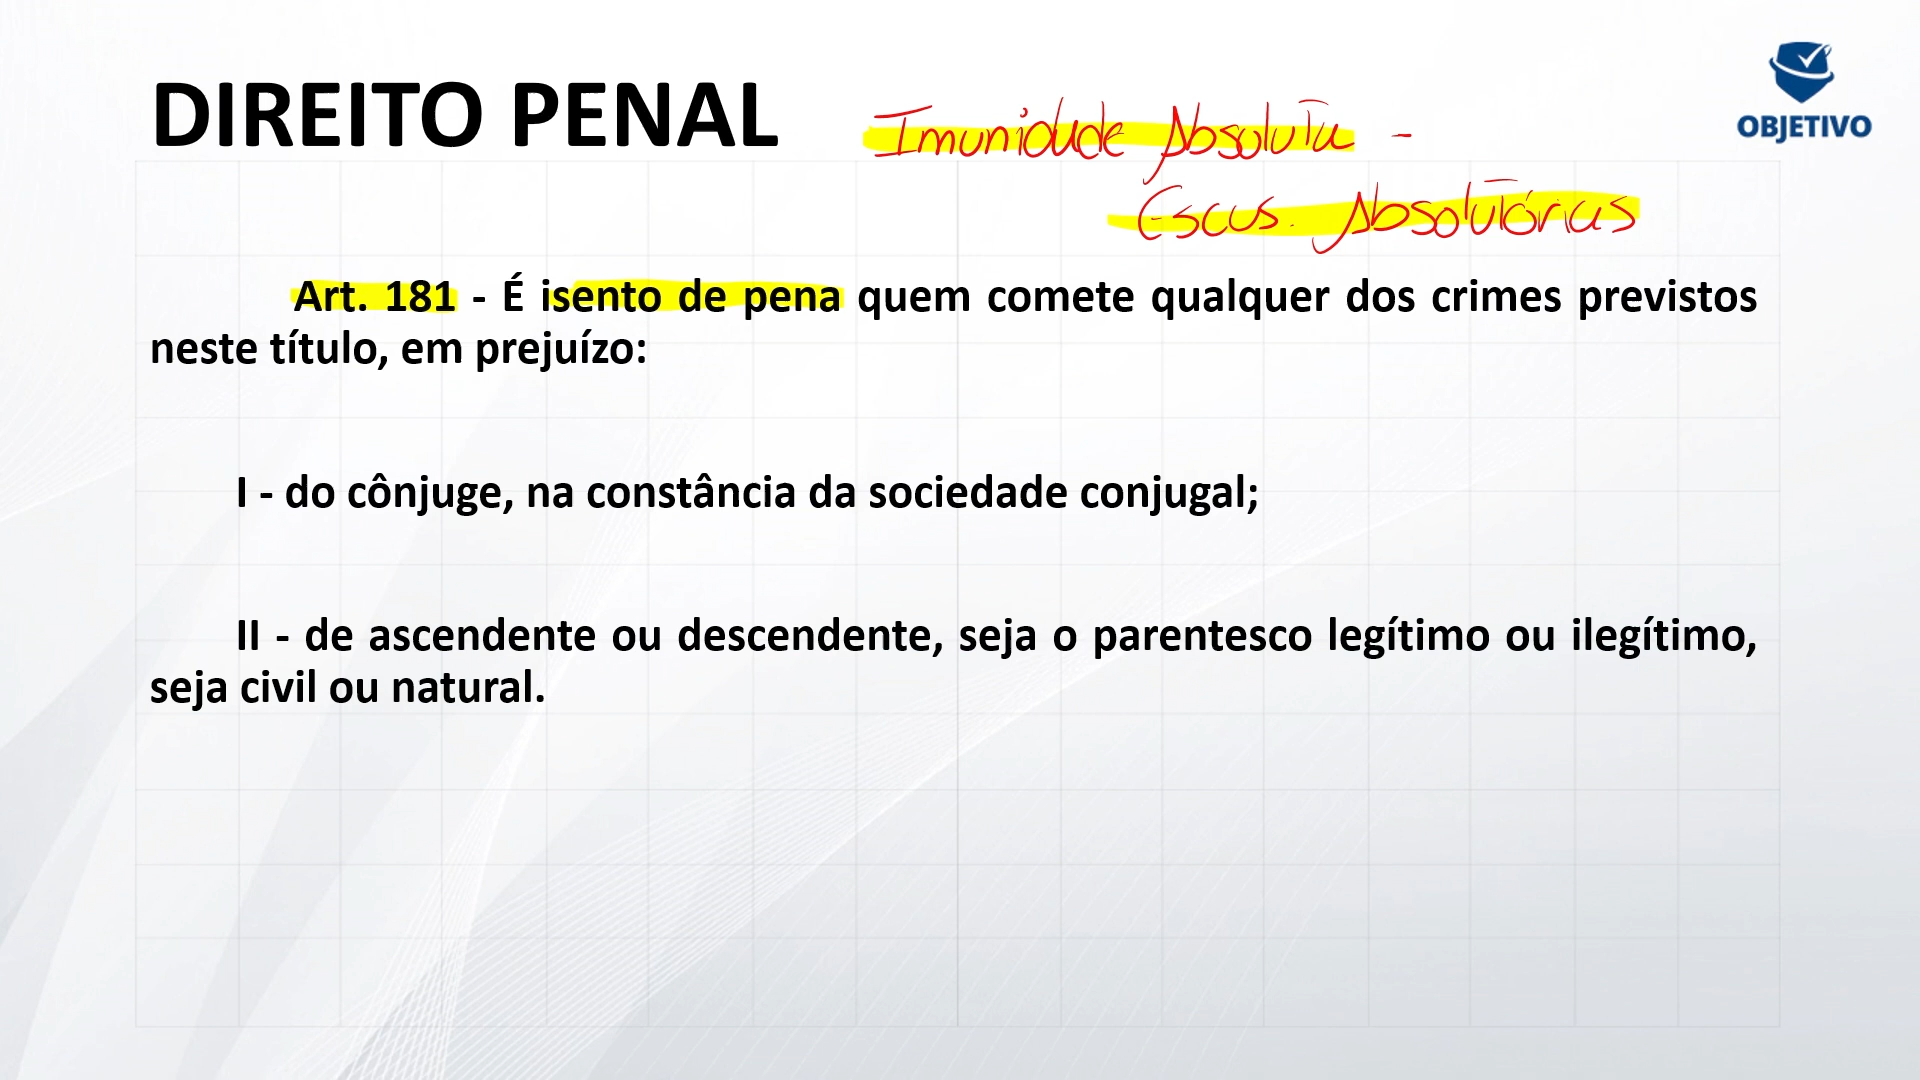 DIREITO PENAL
Imunidade Absoluta -
Escus. Absolutórias
OBJETIVO
Art. 181 - É isento de pena quem comete qualquer dos crimes previstos
neste título, em prejuízo:
I - do cônjuge, na constância da sociedade conjugal;
II - de ascendente ou descendente, seja o parentesco legítimo ou ilegítimo,
seja civil ou natural.